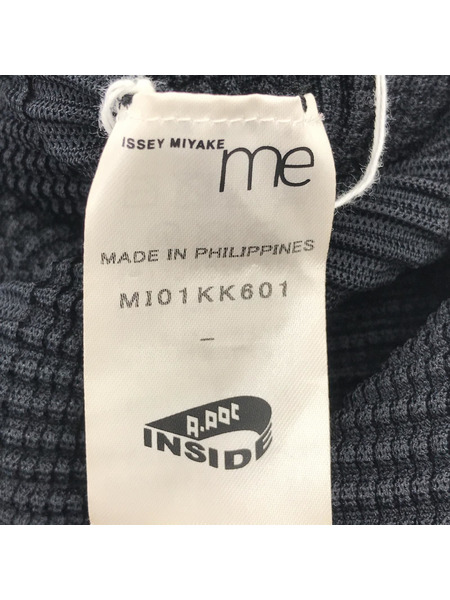 ISSEY MIYAKE me
MADE IN PHILIPPINES
MI01KK601
–
A-POC
INSIDE